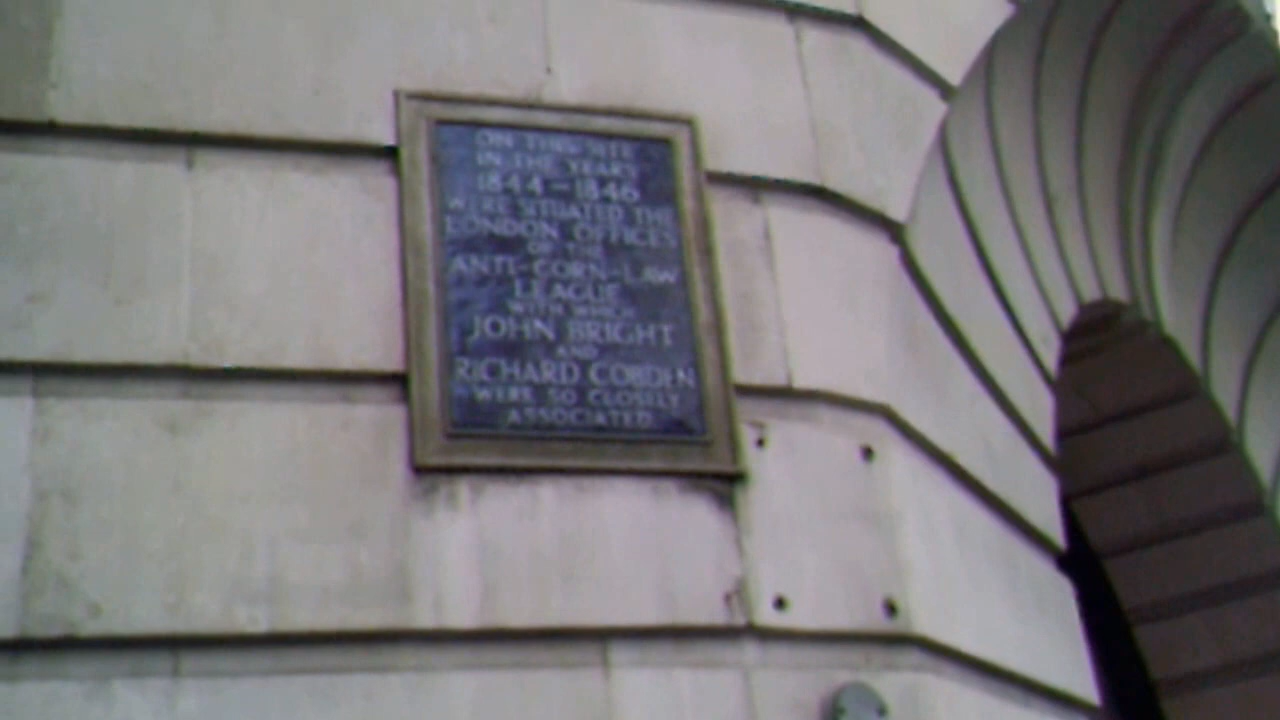 ON THIS SITE
IN THE YEARS
1844-1846
WERE SITUATED THE
LONDON OFFICES
OF THE
ANTI-CORN-LAW
LEAGUE
WITH WHICH
JOHN BRIGHT
AND
RICHARD COBDEN
WERE SO CLOSELY
ASSOCIATED